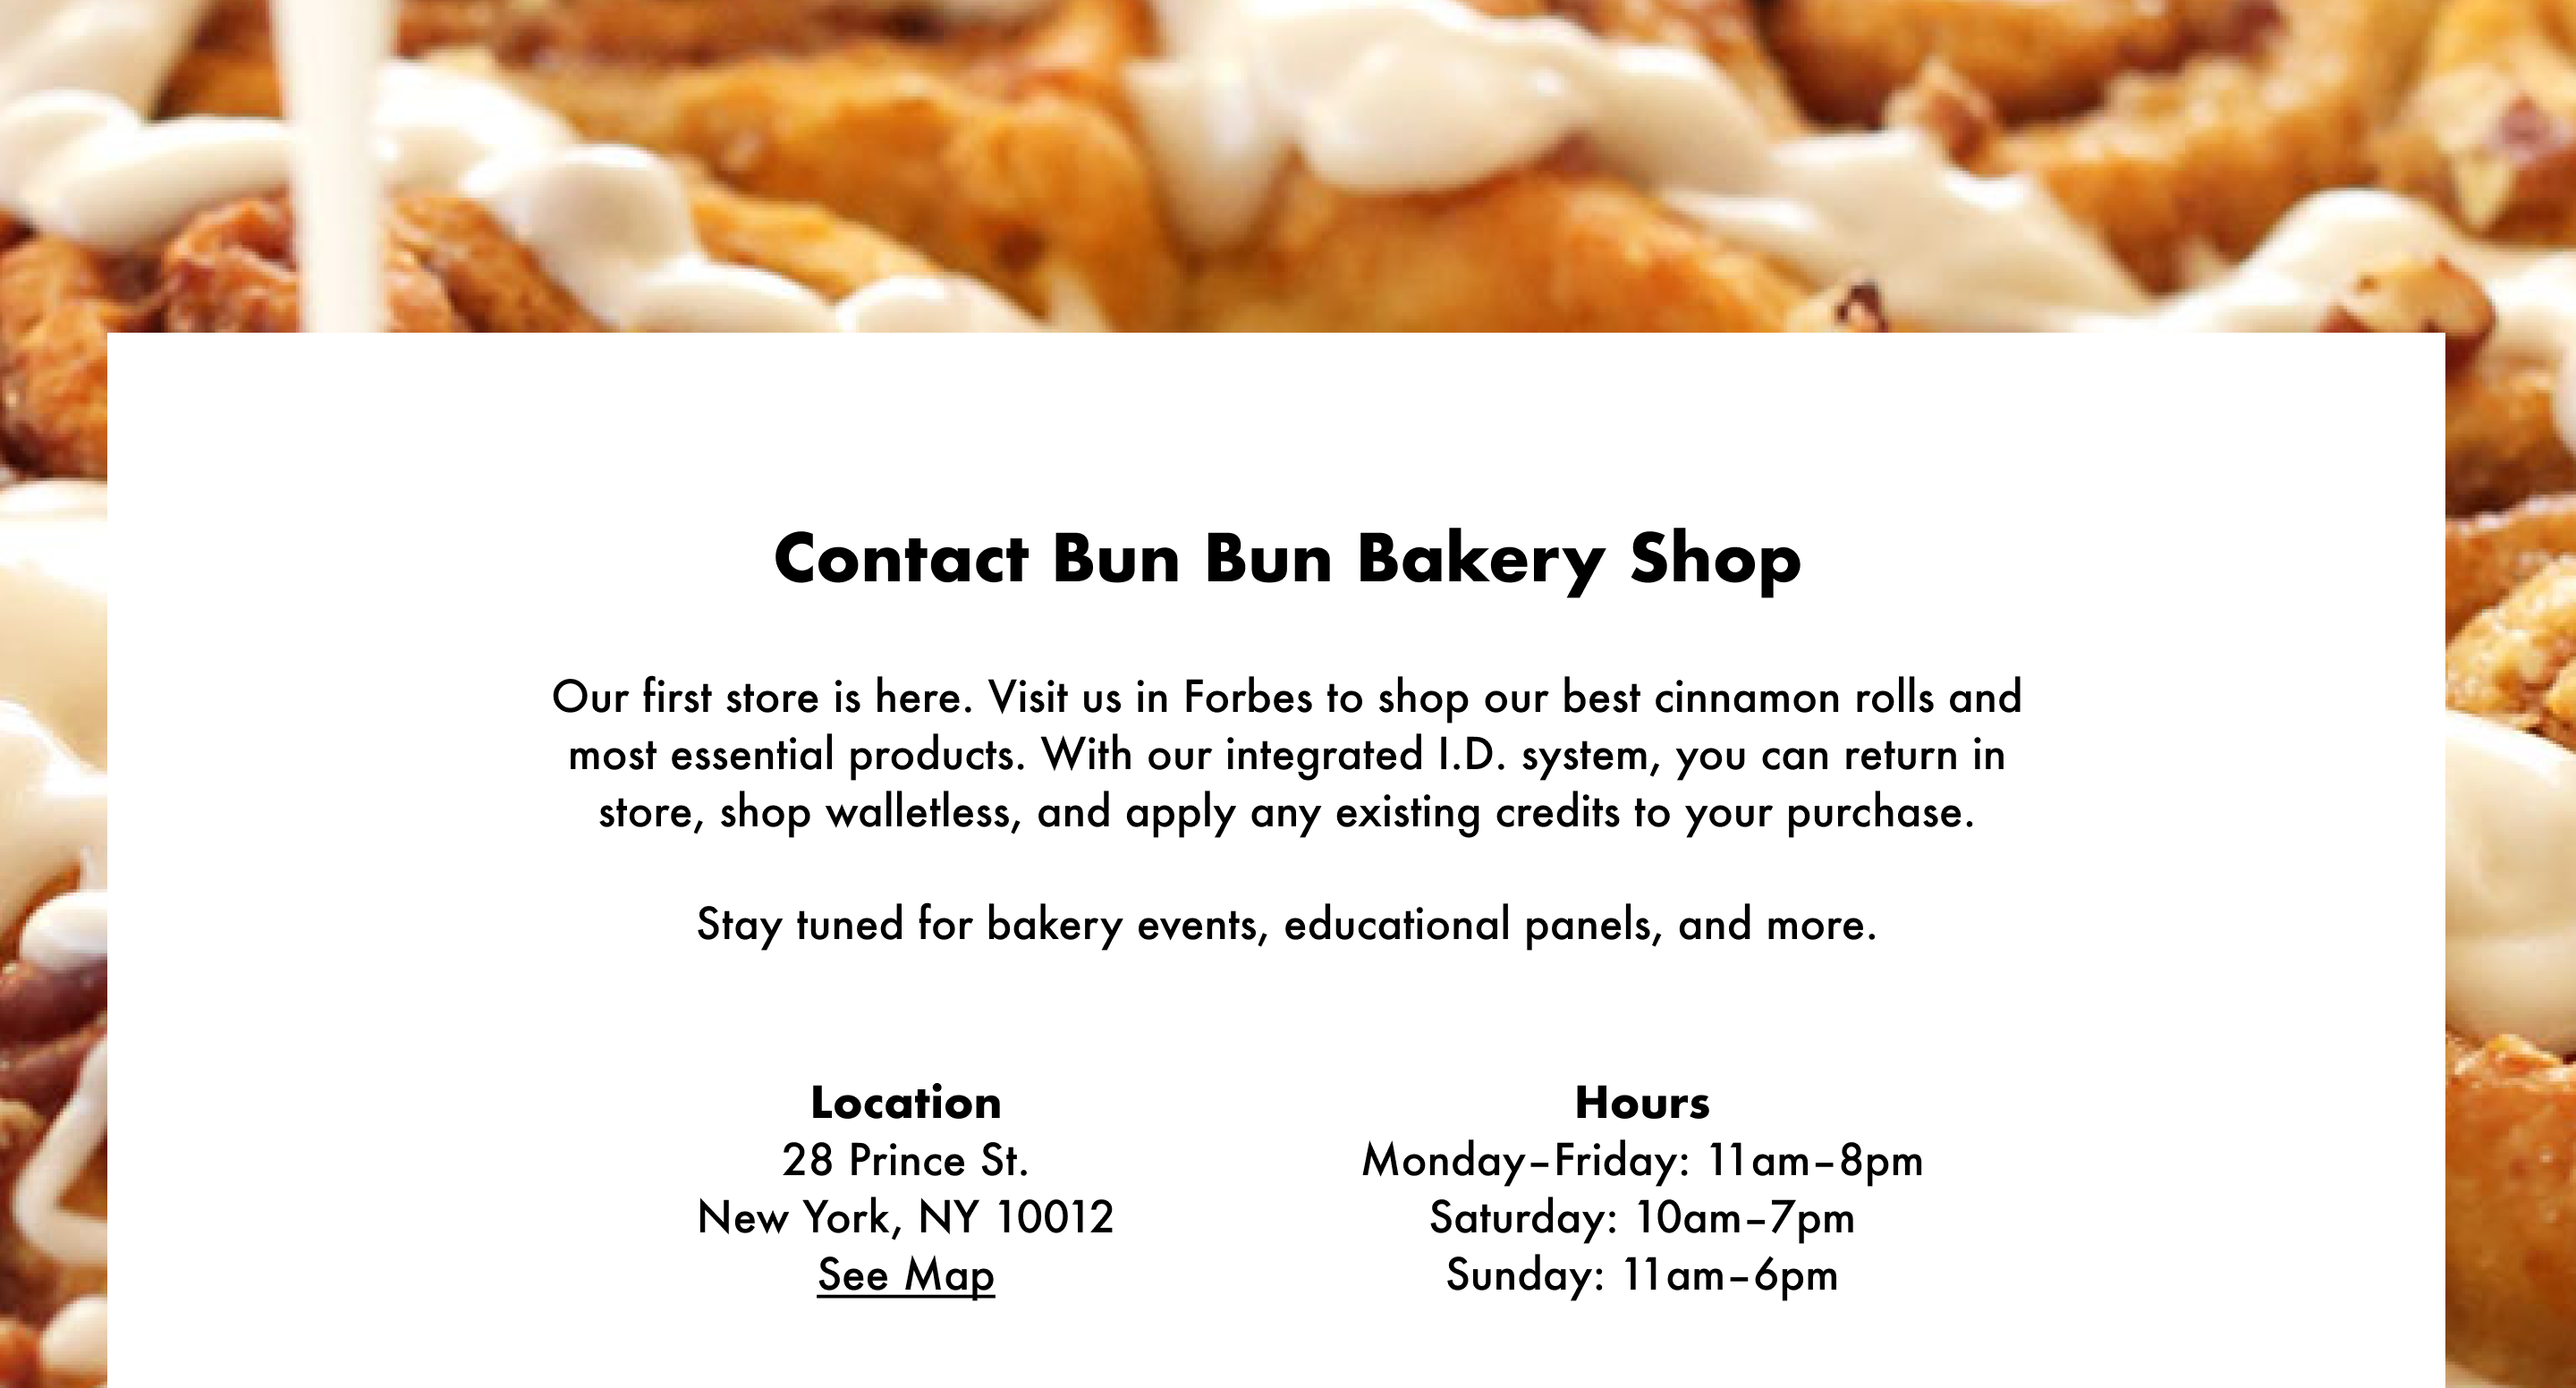 Contact Bun Bun Bakery Shop
Our first store is here. Visit us in Forbes to shop our best cinnamon rolls and
most essential products. With our integrated I.D. system, you can return in
store, shop walletless, and apply any existing credits to your purchase.
Stay tuned for bakery events, educational panels, and more.
Location
28 Prince St.
New York, NY 10012
See Map
Hours
Monday–Friday: 11am–8pm
Saturday: 10am–7pm
Sunday: 11am–6pm